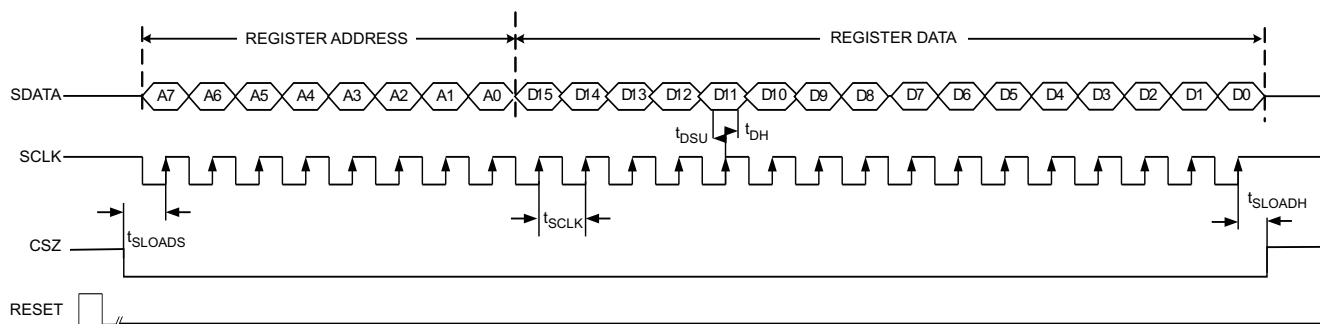 REGISTER ADDRESS REGISTER DATA
SDATA A7 A6 A5 A4 A3 A2 A1 A0 D15 D14 D13 D12 D11 D10 D9 D8 D7 D6 D5 D4 D3 D2 D1 D0
tDSU tDH
SCLK
tSLOADS tSCLK tSLOADH
CSZ
RESET